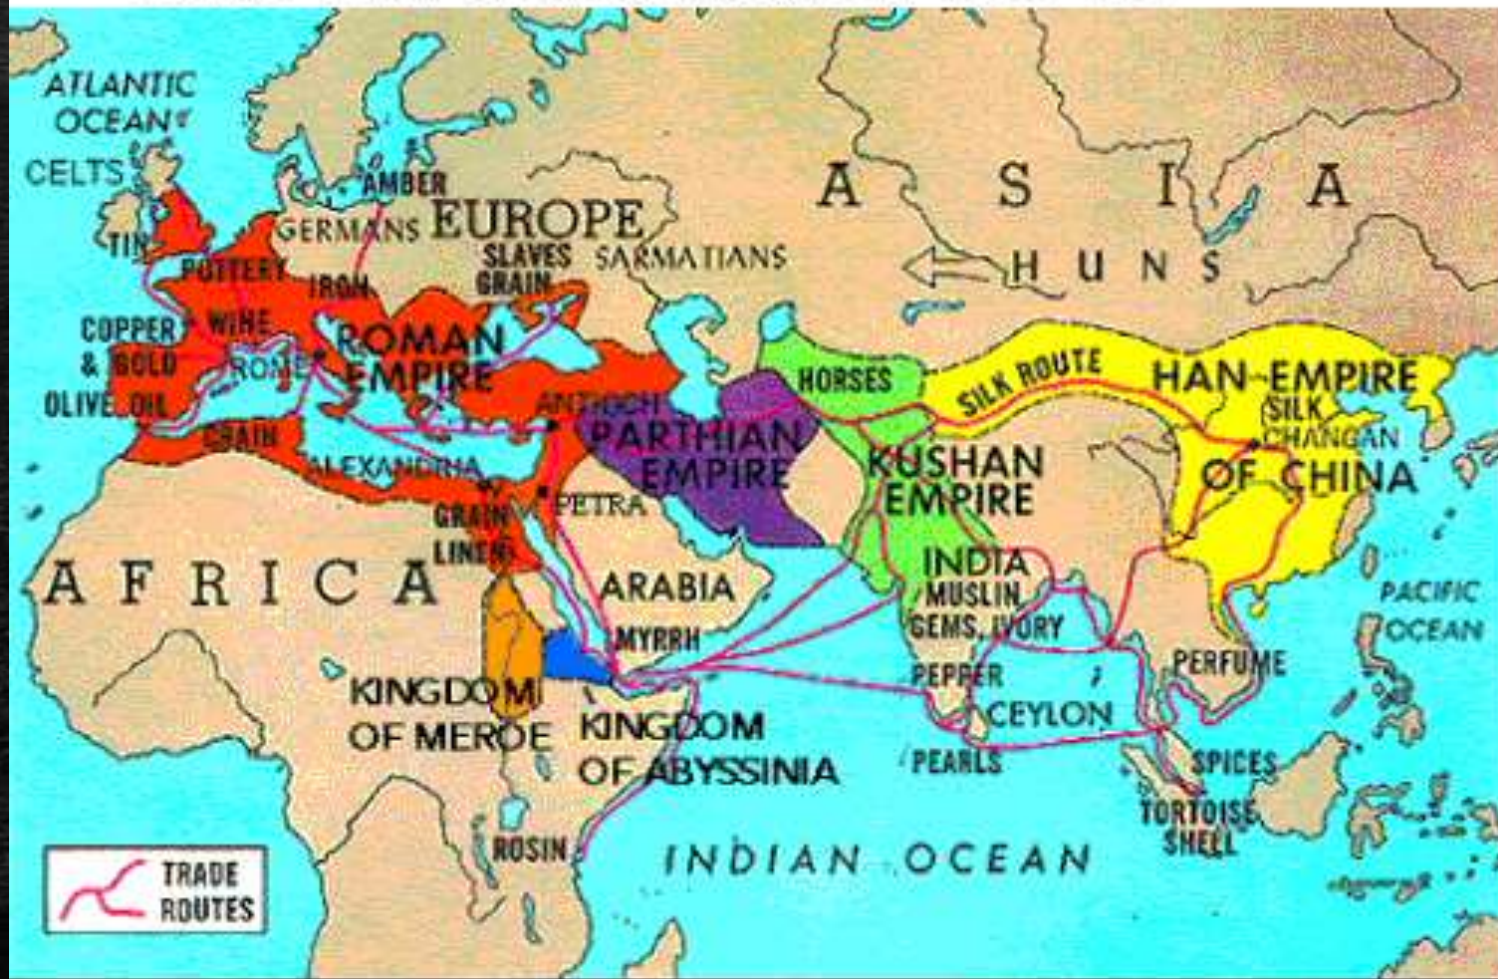 ATLANTIC
OCEAN
CELTS
TIN
AMBER
GERMANS
EUROPE
SLAVES
GRAIN
SARMATIANS
A S I A
HUNS
POTTERY
IRON
COPPER
& GOLD
WINE
ROME
ROMAN
EMPIRE
OLIVE OIL
GRAIN
ANTIOCH
ALEXANDRIA
PARTHIAN
EMPIRE
HORSES
SILK ROUTE
HAN EMPIRE
SILK
CHANGAN
OF CHINA
KUSHAN
EMPIRE
PETRA
GRAIN
LINEN
AFRICA
ARABIA
MYRRH
INDIA
MUSLIN
GEMS, IVORY
PEPPER
CEYLON
PEARLS
PERFUME
PACIFIC
OCEAN
KINGDOM
OF MEROE
KINGDOM
OF ABYSSINIA
SPICES
TORTOISE
SHELL
ROSIN
INDIAN OCEAN
TRADE
ROUTES